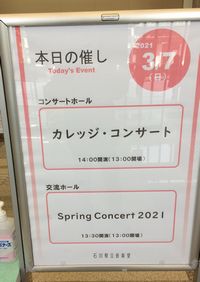 本日の催し
Today's Event
2021
3/7
(日)
コンサートホール
カレッジ・コンサート
14:00開演(13:00開場)
交流ホール
Spring Concert 2021
13:30開演(13:00開場)
石川県立音楽堂